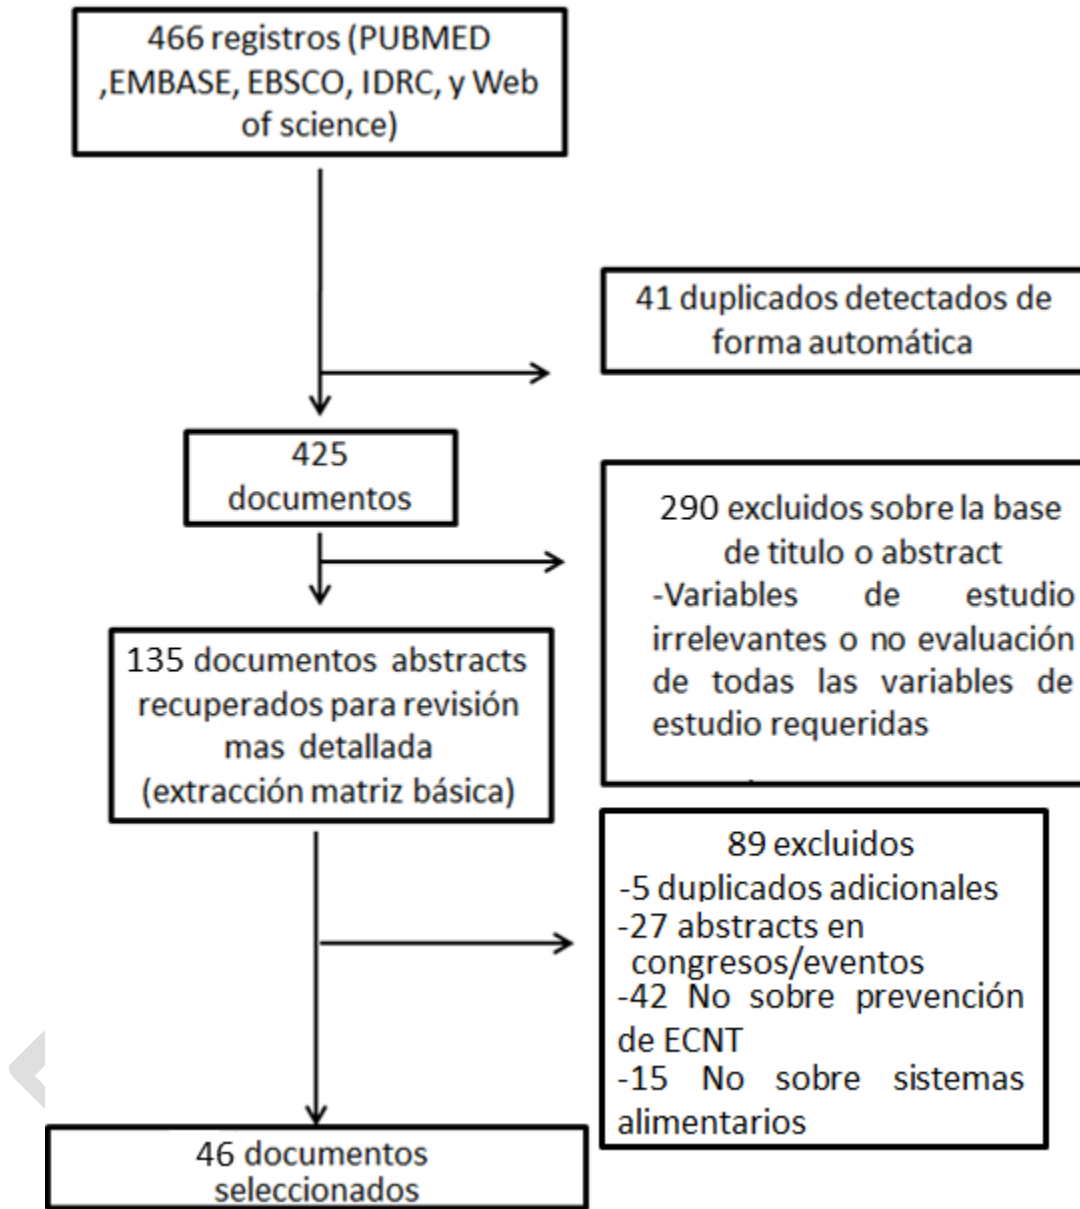 466 registros (PUBMED
,EMBASE, EBSCO, IDRC, y Web
of science)
41 duplicados detectados de
forma automática
425
documentos
290 excluidos sobre la base
de titulo o abstract
-Variables de estudio
irrelevantes o no evaluación
de todas las variables de
estudio requeridas
135 documentos abstracts
recuperados para revisión
mas detallada
(extracción matriz básica)
89 excluidos
-5 duplicados adicionales
-27 abstracts en
congresos/eventos
-42 No sobre prevención
de ECNT
-15 No sobre sistemas
alimentarios
46 documentos
seleccionados